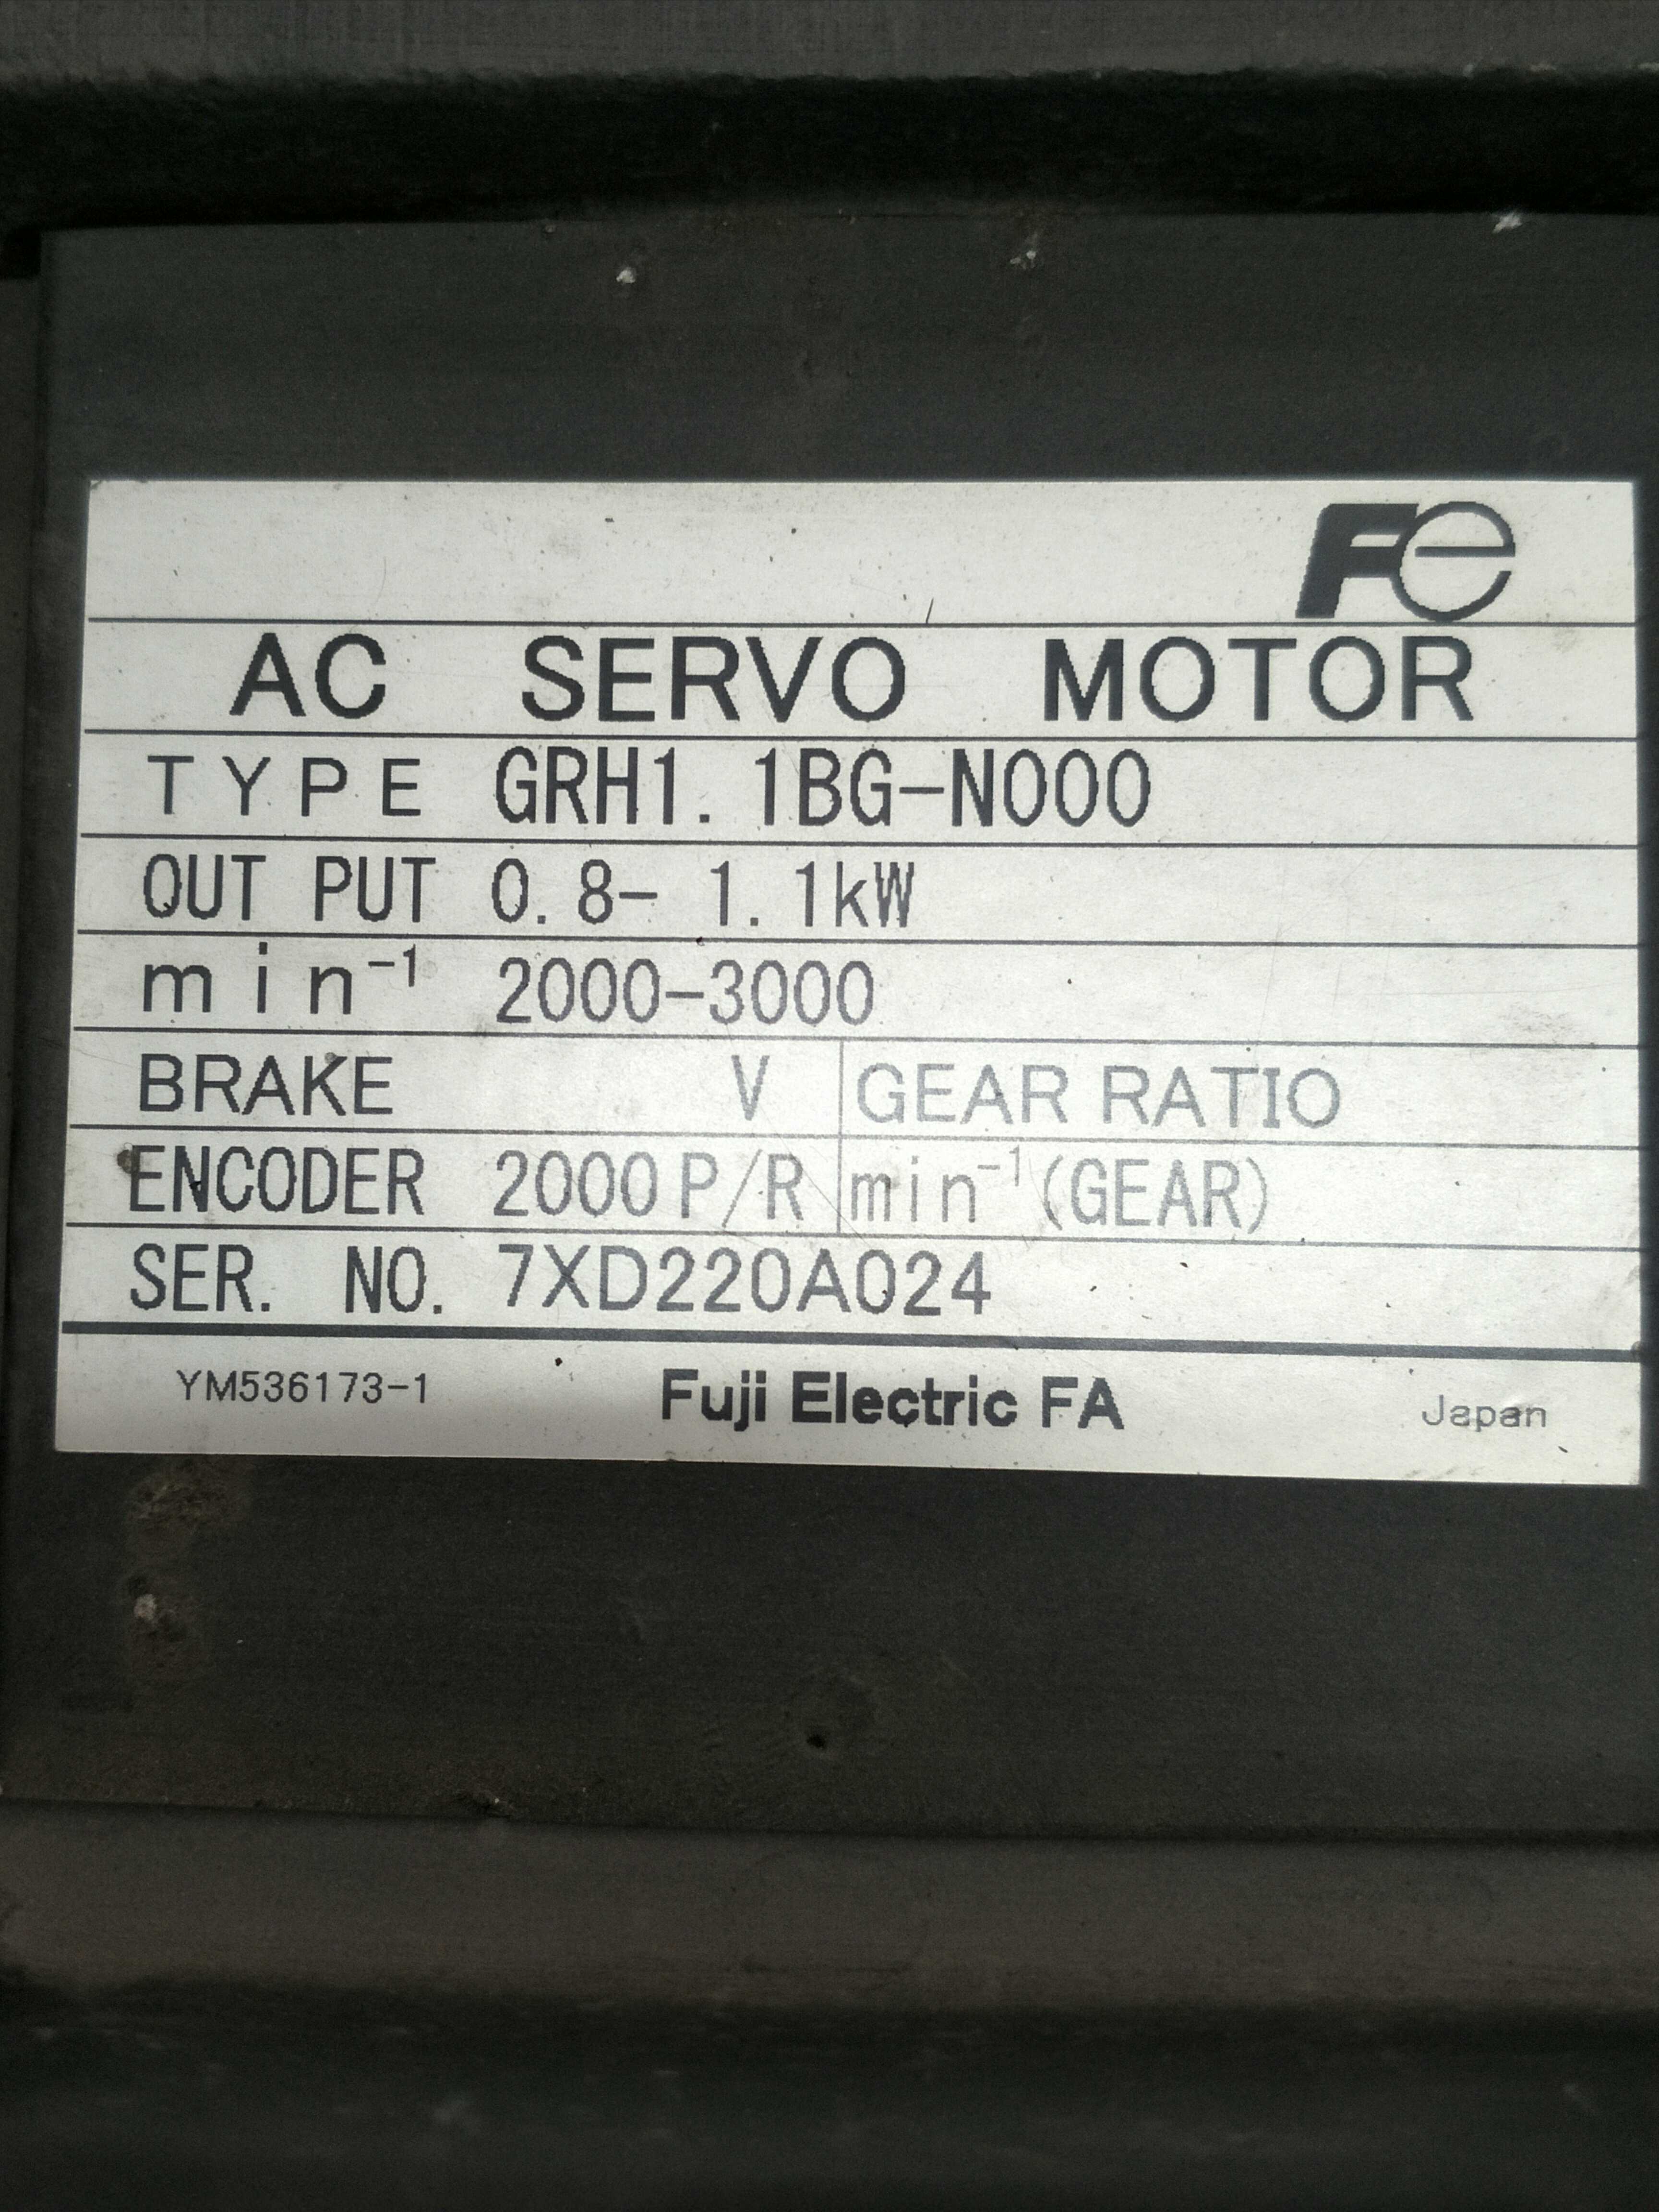 Fe
AC SERVO MOTOR
TYPE GRH1.1BG-N000
OUT PUT 0.8- 1.1kW
min⁻¹ 2000-3000
BRAKE V GEAR RATIO
ENCODER 2000 P/R min⁻¹ (GEAR)
SER. NO. 7XD220A024
YM536173-1 Fuji Electric FA Japan